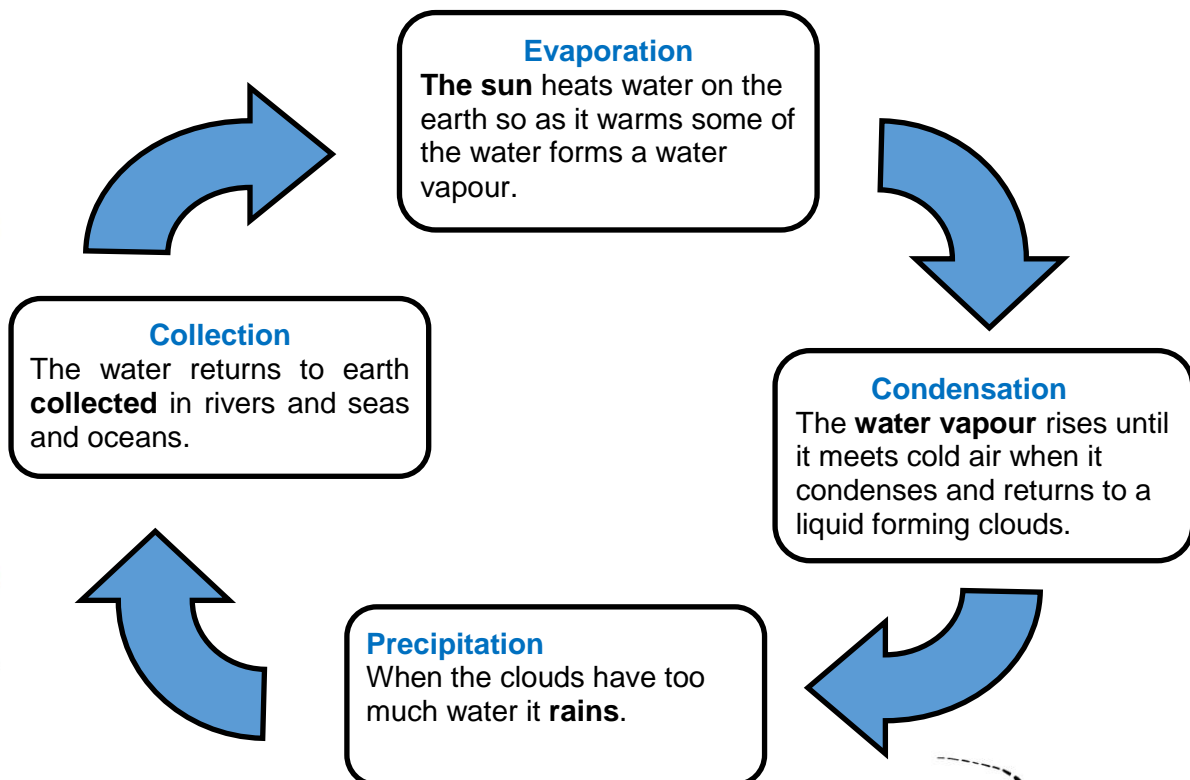 Evaporation
The sun heats water on the
earth so as it warms some of
the water forms a water
vapour.
Condensation
The water vapour rises until
it meets cold air when it
condenses and returns to a
liquid forming clouds.
Precipitation
When the clouds have too
much water it rains.
Collection
The water returns to earth
collected in rivers and seas
and oceans.